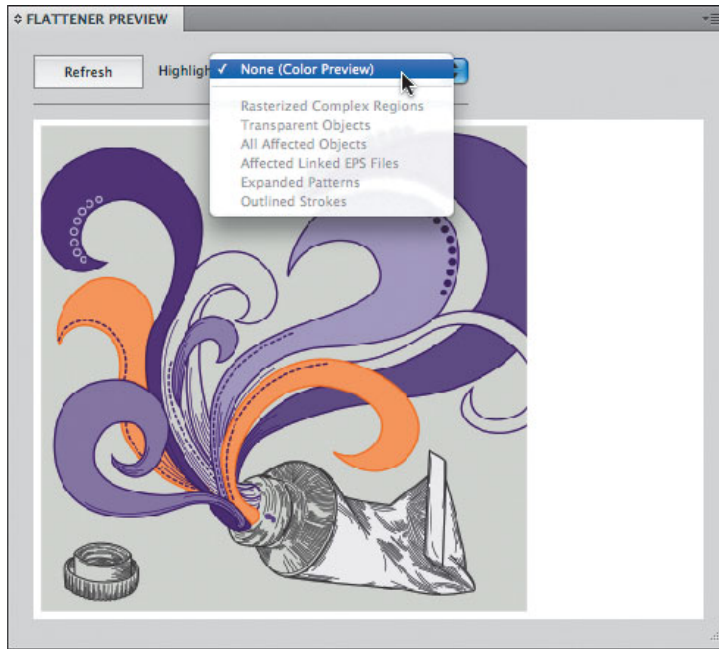 FLATTENER PREVIEW
Refresh
Highlig ✓ None (Color Preview)
Rasterized Complex Regions
Transparent Objects
All Affected Objects
Affected Linked EPS Files
Expanded Patterns
Outlined Strokes